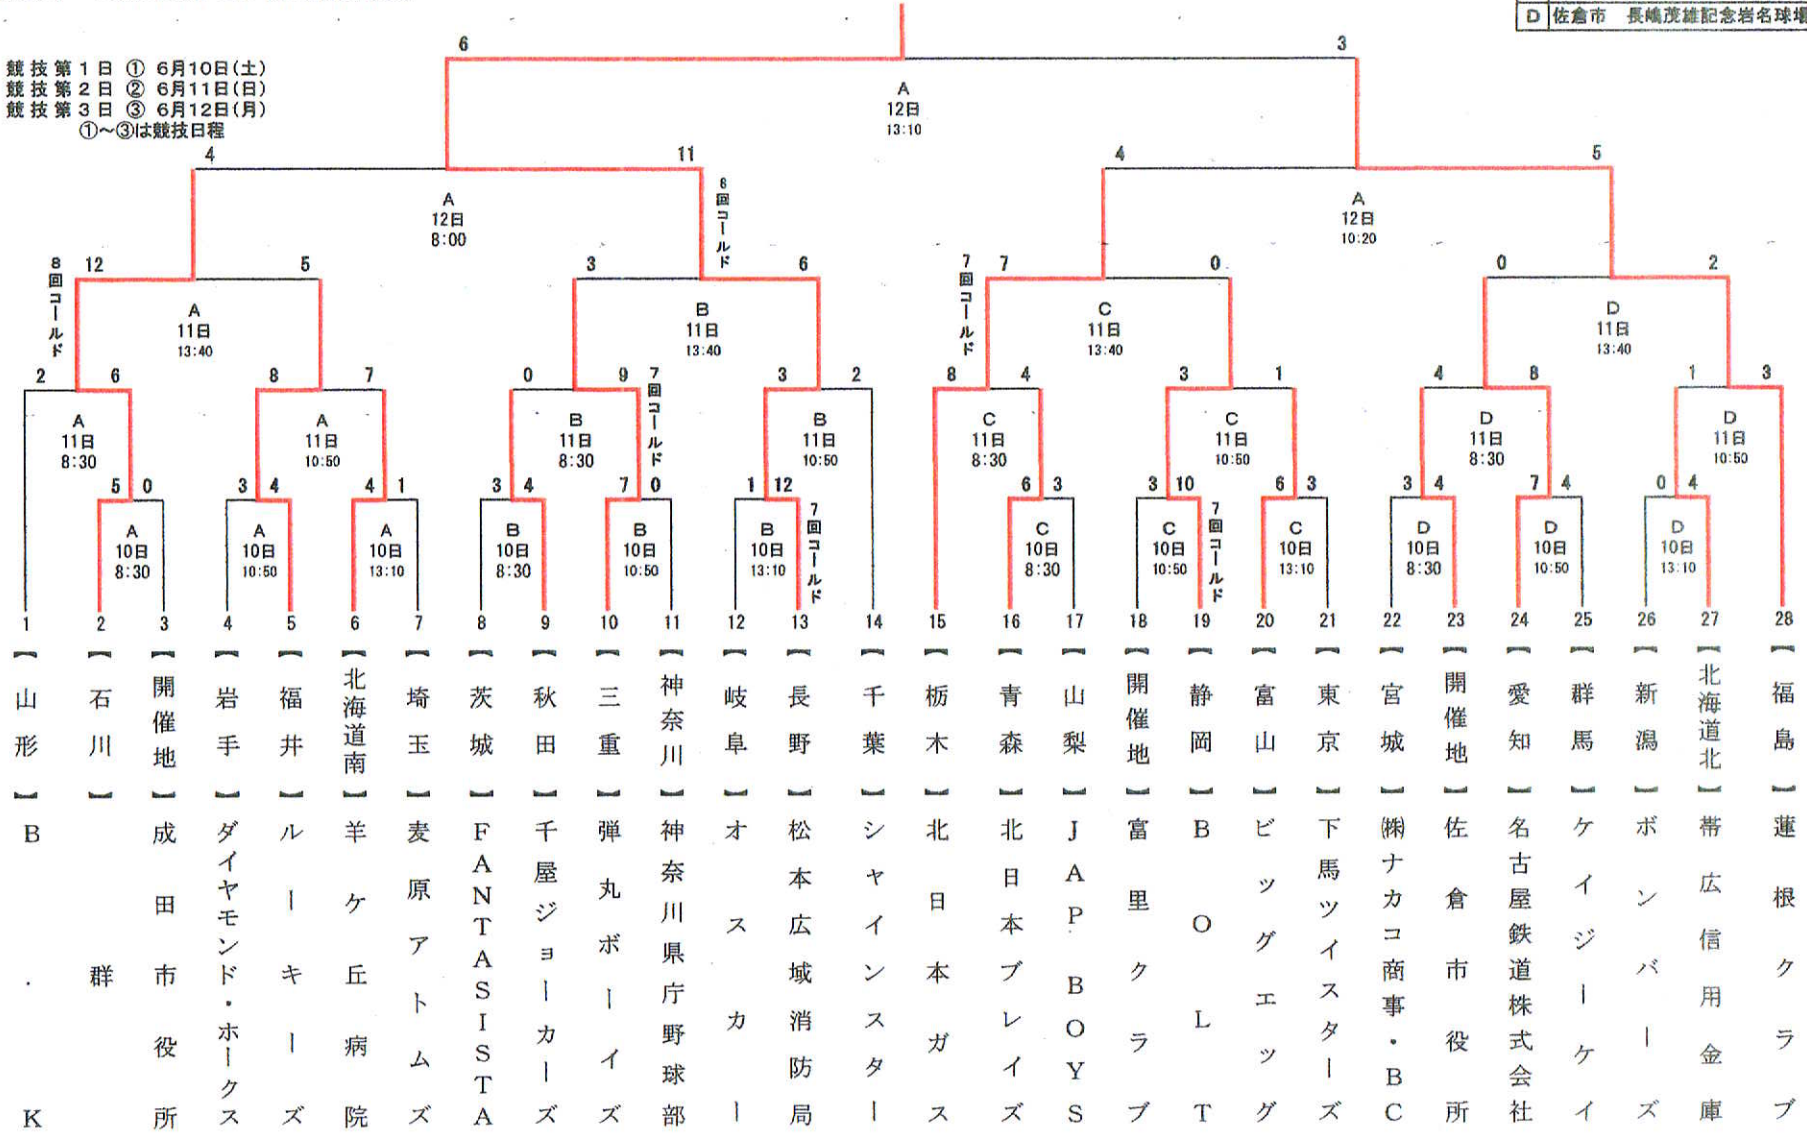 D 佐倉市 長嶋茂雄記念岩名球場
競技第1日 ① 6月10日(土)
競技第2日 ② 6月11日(日)
競技第3日 ③ 6月12日(月)
①~③は競技日程
6 3
A
12日
13:10
4 11 4 5
8回コールド
A
12日
8:00
A
12日
10:20
8回コールド
12 5 3 6
7回コールド
7 0 0 2
A
11日
13:40
B
11日
13:40
C
11日
13:40
D
11日
13:40
2 6 8 7 0 9
7回コールド
3 2 8 4 3 1 4 8 1 3
A
11日
8:30
A
11日
10:50
B
11日
8:30
B
11日
10:50
C
11日
8:30
C
11日
10:50
D
11日
8:30
D
11日
10:50
5 0 3 4 4 1 3 4 7 0 1 12
7回コールド
6 3 3 10
7回コールド
6 3 3 4 7 4 0 4
A
10日
8:30
A
10日
10:50
A
10日
13:10
B
10日
8:30
B
10日
10:50
B
10日
13:10
C
10日
8:30
C
10日
10:50
C
10日
13:10
D
10日
8:30
D
10日
10:50
D
10日
13:10
1 【山形】 B.K
2 【石川】 群
3 【開催地】 成田市役所
4 【岩手】 ダイヤモンド・ホークス
5 【福井】 ルーキーズ
6 【北海道南】 羊ケ丘病院
7 【埼玉】 麦原アトムズ
8 【茨城】 FANTASISTA
9 【秋田】 千屋ジョーカーズ
10 【三重】 弾丸ボーイズ
11 【神奈川】 神奈川県庁野球部
12 【岐阜】 オスカー
13 【長野】 松本広域消防局
14 【千葉】 シャインスター
15 【栃木】 北日本ガス
16 【青森】 北日本ブレイズ
17 【山梨】 JAP BOYS
18 【開催地】 富里クラブ
19 【静岡】 BOLT
20 【富山】 ビッグエッグ
21 【東京】 下馬ツイスターズ
22 【宮城】 ㈱ナカコ商事・BC
23 【開催地】 佐倉市役所
24 【愛知】 名古屋鉄道株式会社
25 【群馬】 ケイジーケイ
26 【新潟】 ボンバーズ
27 【北海道北】 帯広信用金庫
28 【福島】 蓮根クラブ